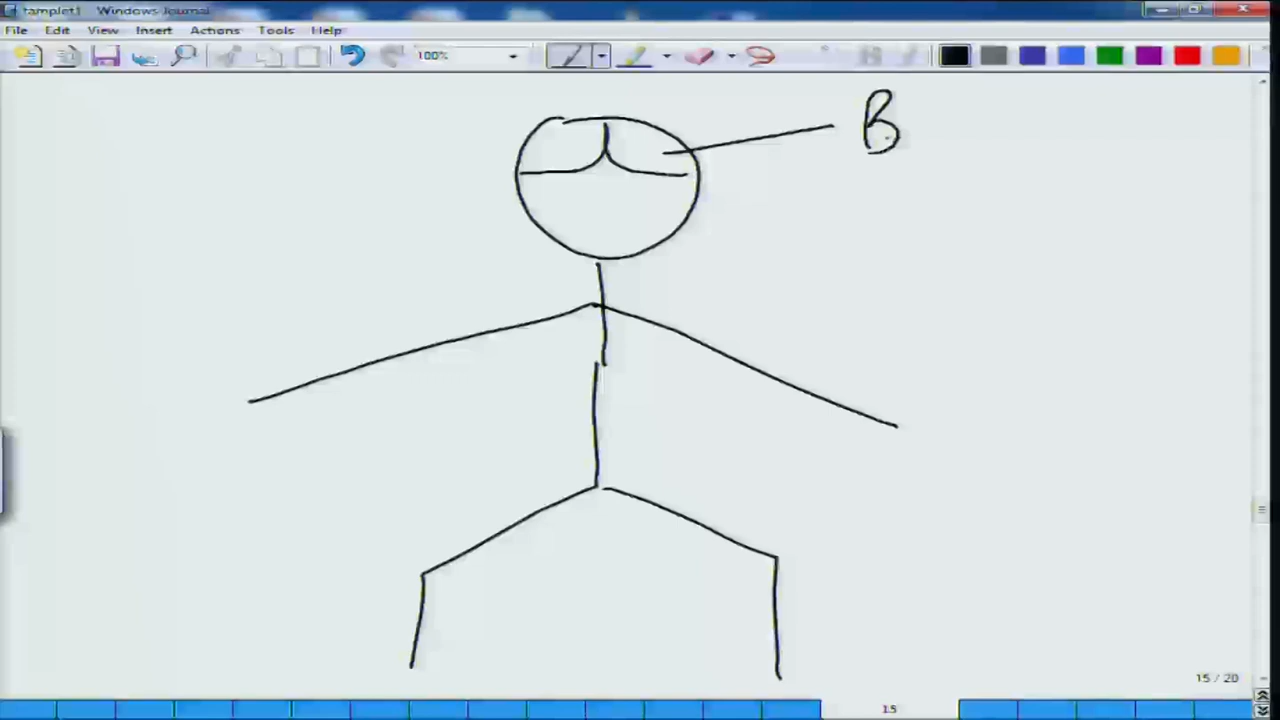 tamplet1 - Windows Journal
File Edit View Insert Actions Tools Help
100%
B
15 / 20
15